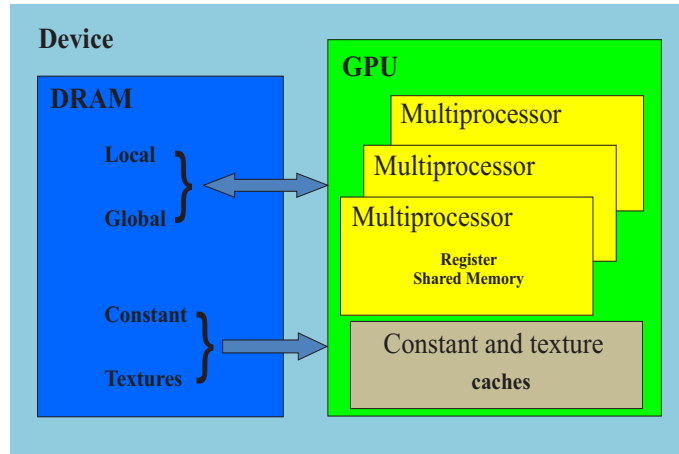 Device
DRAM
Local
Global
Constant
Textures
GPU
Multiprocessor
Multiprocessor
Multiprocessor
Register
Shared Memory
Constant and texture
caches